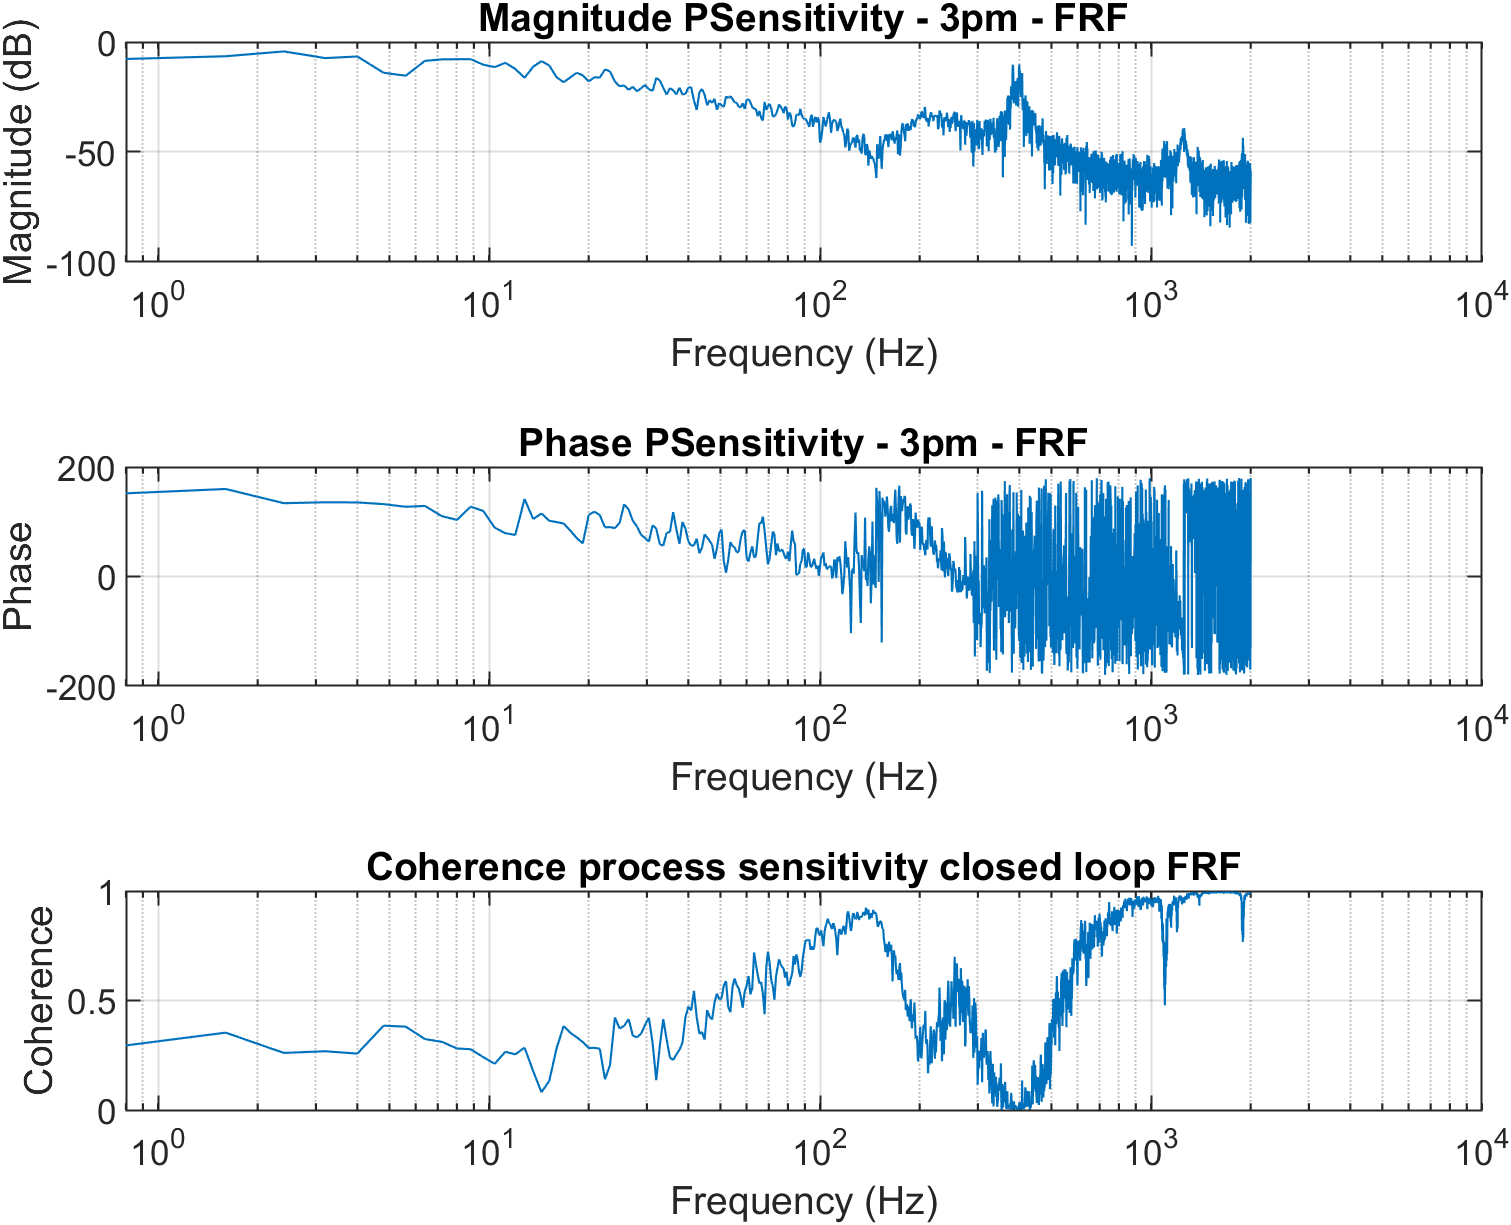 Magnitude PSensitivity - 3pm - FRF
Magnitude (dB)
0
-50
-100
10^0 10^1 10^2 10^3 10^4
Frequency (Hz)
Phase PSensitivity - 3pm - FRF
Phase
200
0
-200
10^0 10^1 10^2 10^3 10^4
Frequency (Hz)
Coherence process sensitivity closed loop FRF
Coherence
1
0.5
0
10^0 10^1 10^2 10^3 10^4
Frequency (Hz)